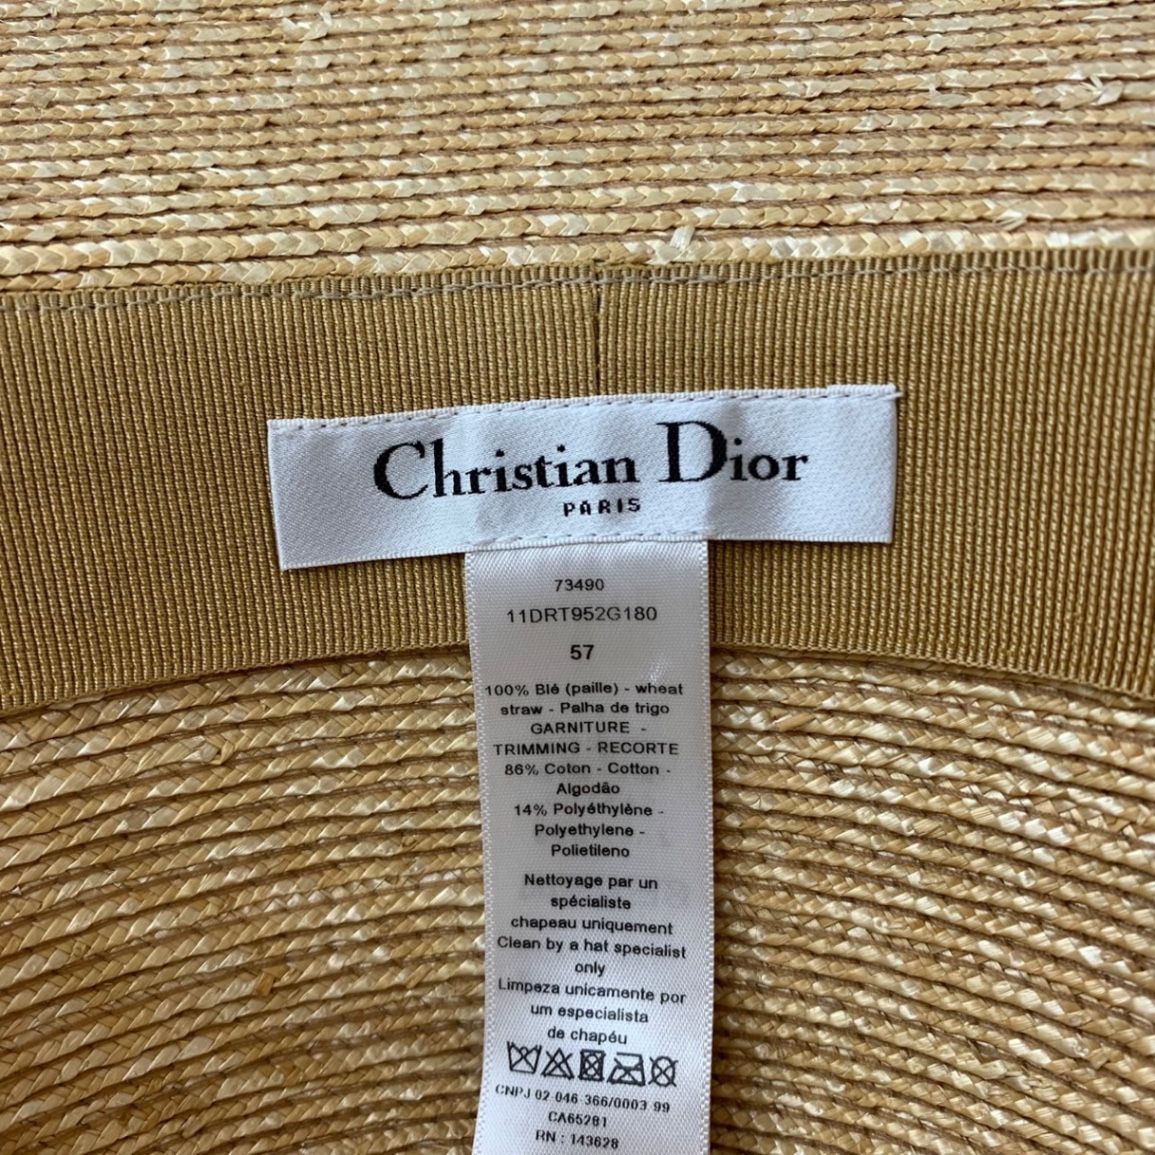 Christian Dior
PARIS
73490
11DRT952G180
57
100% Blé (paille) - wheat
straw - Palha de trigo
GARNITURE -
TRIMMING - RECORTE
86% Coton - Cotton -
Algodão
14% Polyéthylène -
Polyethylene -
Polietileno
Nettoyage par un
spécialiste
chapeau uniquement
Clean by a hat specialist
only
Limpeza unicamente por
um especialista
de chapéu
CNPJ 02 046 366/0003 99
CA65281
RN : 143628